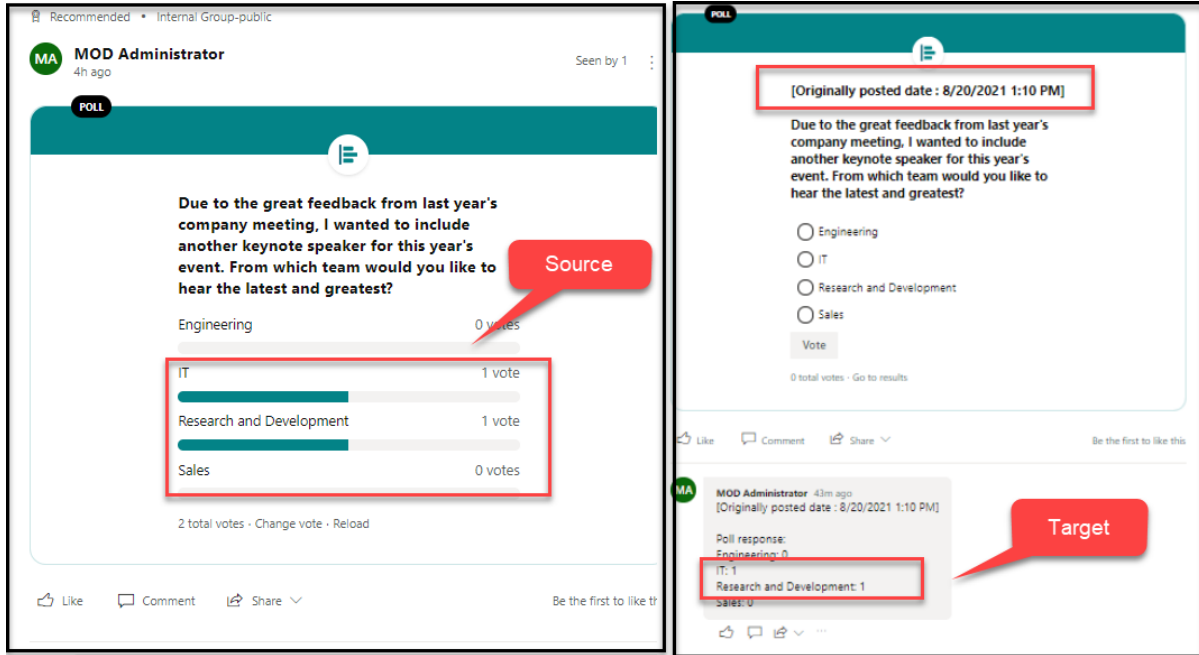 Recommended • Internal Group-public
MA
MOD Administrator
4h ago
Seen by 1
POLL
Due to the great feedback from last year's
company meeting, I wanted to include
another keynote speaker for this year's
event. From which team would you like to
hear the latest and greatest?
Source
Engineering 0 votes
IT 1 vote
Research and Development 1 vote
Sales 0 votes
2 total votes · Change vote · Reload
Like Comment Share Be the first to like th
POLL
[Originally posted date : 8/20/2021 1:10 PM]
Due to the great feedback from last year's
company meeting, I wanted to include
another keynote speaker for this year's
event. From which team would you like to
hear the latest and greatest?
Engineering
IT
Research and Development
Sales
Vote
0 total votes · Go to results
Like Comment Share Be the first to like this
MA
MOD Administrator 43m ago
[Originally posted date : 8/20/2021 1:10 PM]
Poll response:
Engineering: 0
IT: 1
Research and Development: 1
Sales: 0
Target